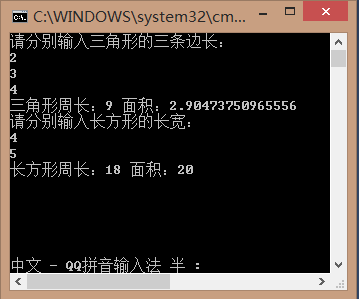 C:\WINDOWS\system32\cm...
请分别输入三角形的三条边长：
2
3
4
三角形周长：9 面积：2.90473750965556
请分别输入长方形的长宽：
4
5
长方形周长：18 面积：20
中文 - QQ拼音输入法 半 ：